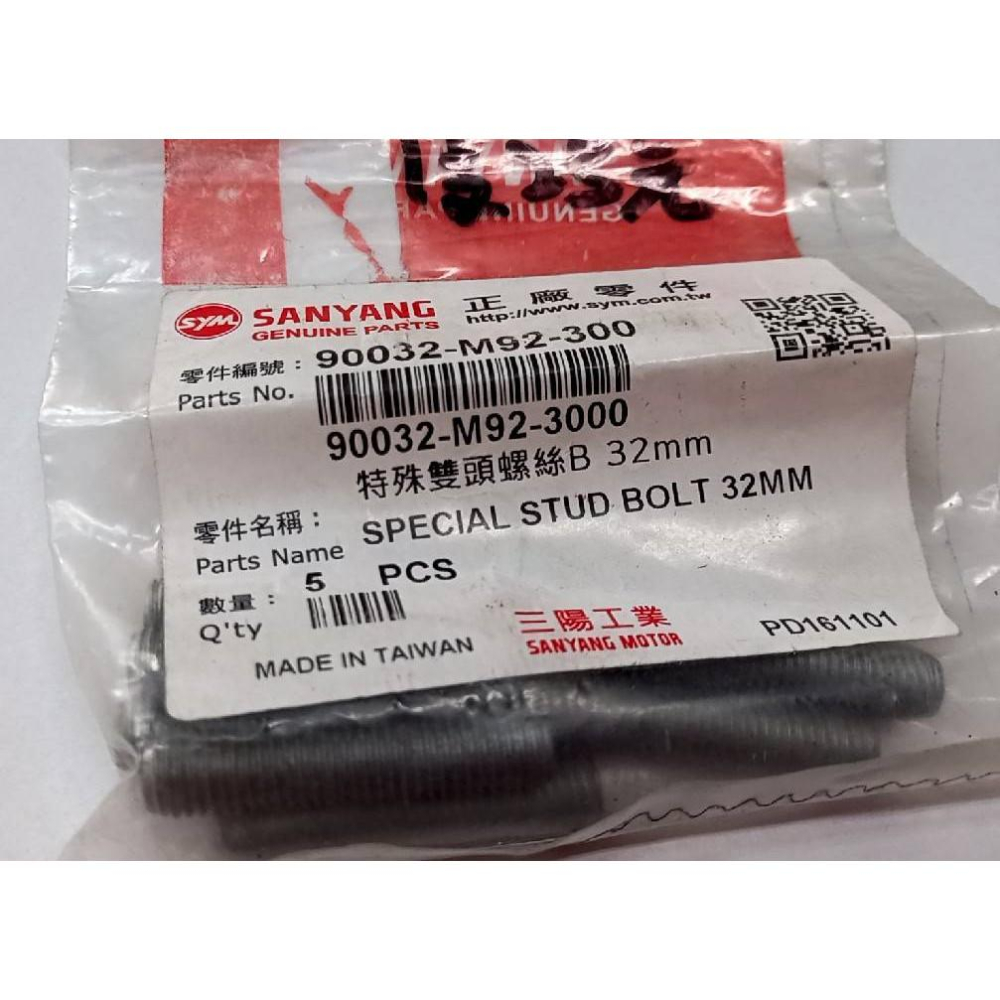 GENUINE PAR
SYM SANYANG 正廠零件
GENUINE PARTS http://www.sym.com.tw
零件編號： 90032-M92-300
Parts No.
90032-M92-3000
特殊雙頭螺絲B 32mm
零件名稱： SPECIAL STUD BOLT 32MM
Parts Name
數量： 5 PCS
Q'ty
三陽工業
MADE IN TAIWAN SANYANG MOTOR PD161101